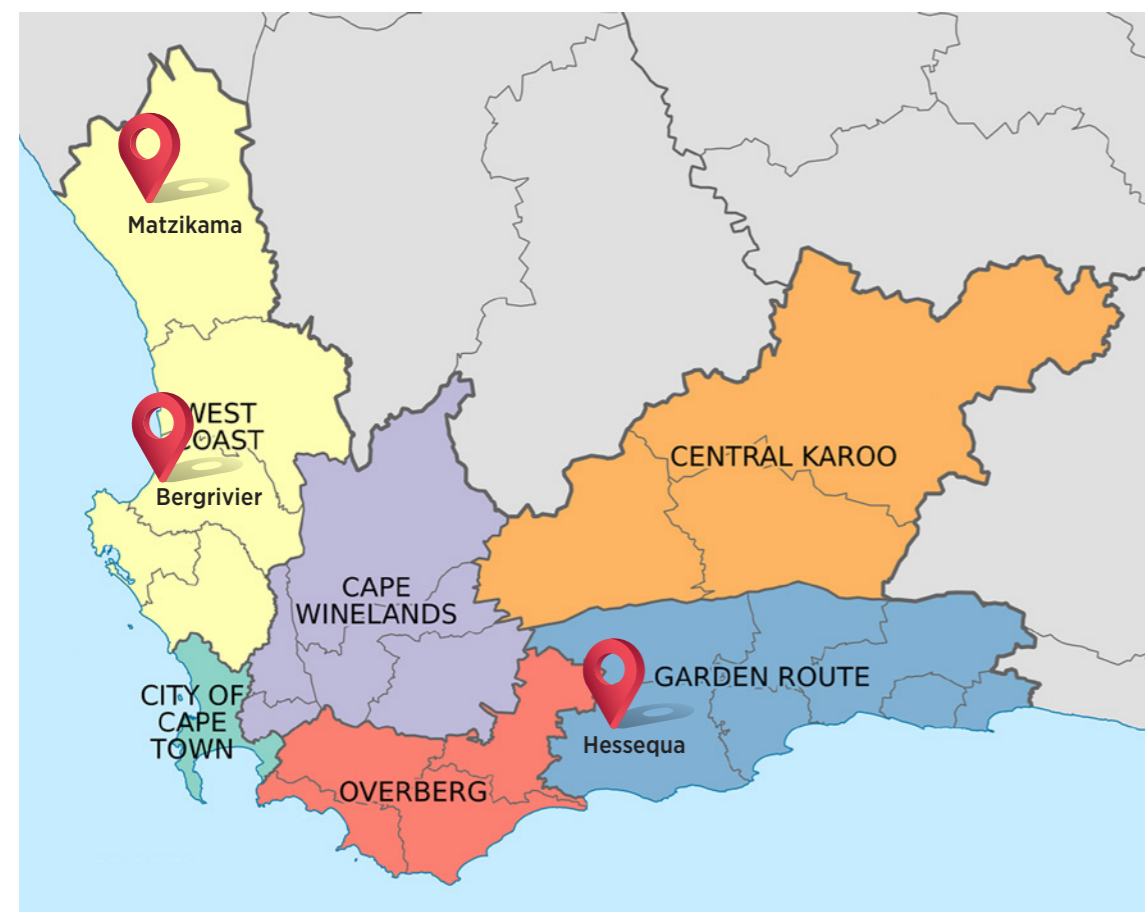 Matzikama
WEST
COAST
Bergrivier
CENTRAL KAROO
CAPE
WINELANDS
GARDEN ROUTE
CITY OF
CAPE
TOWN
Hessequa
OVERBERG